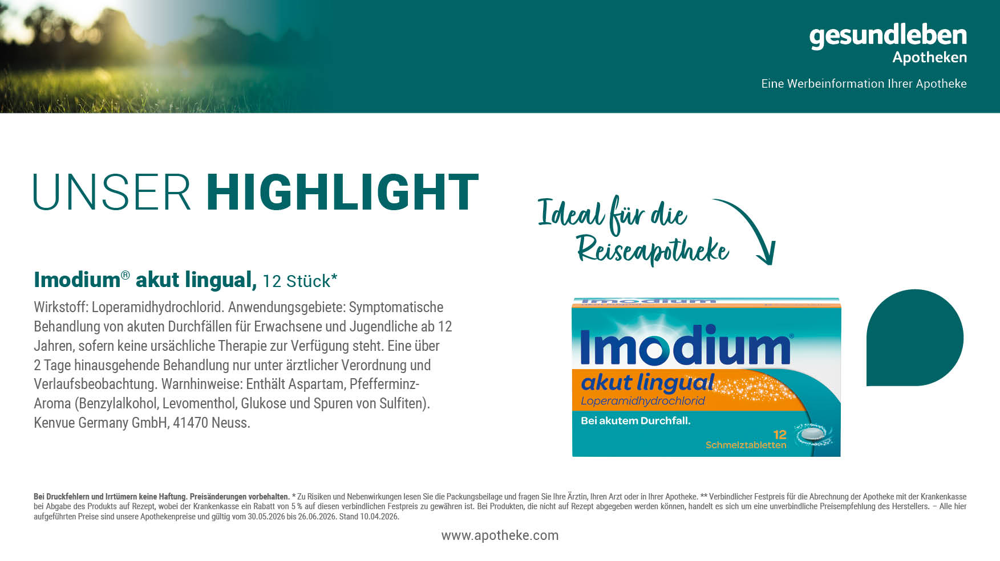 gesundleben
Apotheken
Eine Werbeinformation Ihrer Apotheke
UNSER HIGHLIGHT
Ideal für die
Reiseapotheke
Imodium® akut lingual, 12 Stück*
Wirkstoff: Loperamidhydrochlorid. Anwendungsgebiete: Symptomatische
Behandlung von akuten Durchfällen für Erwachsene und Jugendliche ab 12
Jahren, sofern keine ursächliche Therapie zur Verfügung steht. Eine über
2 Tage hinausgehende Behandlung nur unter ärztlicher Verordnung und
Verlaufsbeobachtung. Warnhinweise: Enthält Aspartam, Pfefferminz-
Aroma (Benzylalkohol, Levomenthol, Glukose und Spuren von Sulfiten).
Kenvue Germany GmbH, 41470 Neuss.
Imodium
akut lingual
Imodium®
akut lingual
Loperamidhydrochlorid
Bei akutem Durchfall.
12
Schmelztabletten
Bei Druckfehlern und Irrtümern keine Haftung. Preisänderungen vorbehalten. * Zu Risiken und Nebenwirkungen lesen Sie die Packungsbeilage und fragen Sie Ihre Ärztin, Ihren Arzt oder in Ihrer Apotheke. ** Verbindlicher Festpreis für die Abrechnung der Apotheke mit der Krankenkasse
bei Abgabe des Produkts auf Rezept, wobei der Krankenkasse ein Rabatt von 5 % auf diesen verbindlichen Festpreis zu gewähren ist. Bei Produkten, die nicht auf Rezept abgegeben werden können, handelt es sich um eine unverbindliche Preisempfehlung des Herstellers. – Alle hier
aufgeführten Preise sind unsere Apothekenpreise und gültig vom 30.05.2026 bis 26.06.2026. Stand 10.04.2026.
www.apotheke.com